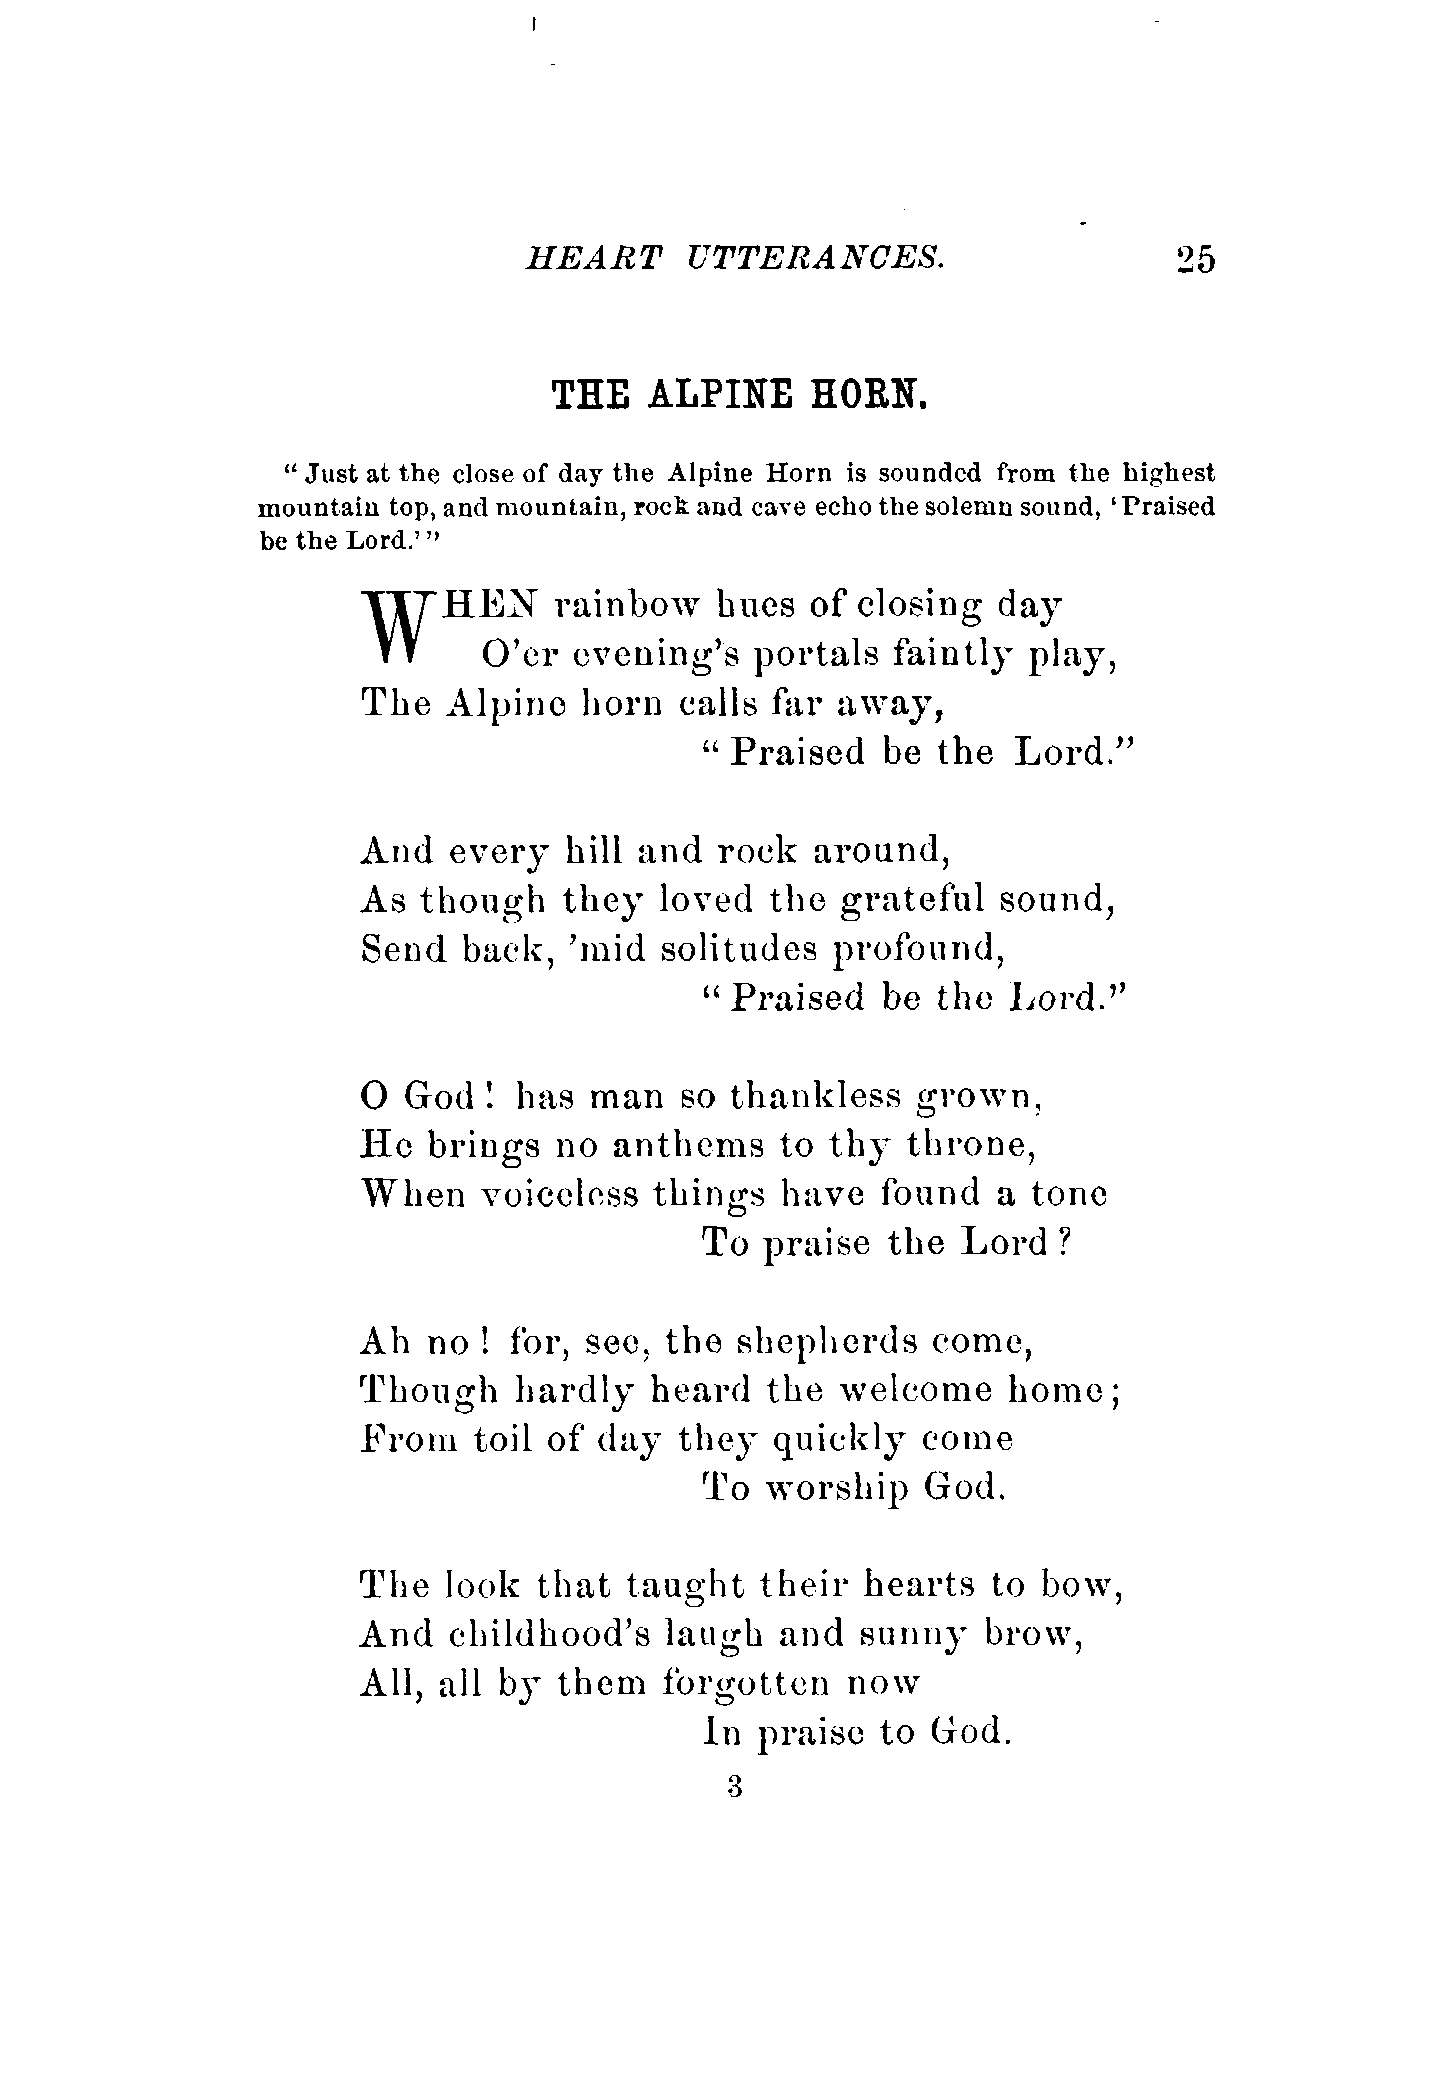 HEART UTTERANCES. 25
THE ALPINE HORN.
“Just at the close of day the Alpine Horn is sounded from the highest
mountain top, and mountain, rock and cave echo the solemn sound, ‘Praised
be the Lord.’”
WHEN rainbow hues of closing day
O’er evening’s portals faintly play,
The Alpine horn calls far away,
“Praised be the Lord.”
And every hill and rock around,
As though they loved the grateful sound,
Send back, ’mid solitudes profound,
“Praised be the Lord.”
O God! has man so thankless grown,
He brings no anthems to thy throne,
When voiceless things have found a tone
To praise the Lord?
Ah no! for, see, the shepherds come,
Though hardly heard the welcome home;
From toil of day they quickly come
To worship God.
The look that taught their hearts to bow,
And childhood’s laugh and sunny brow,
All, all by them forgotten now
In praise to God.
3